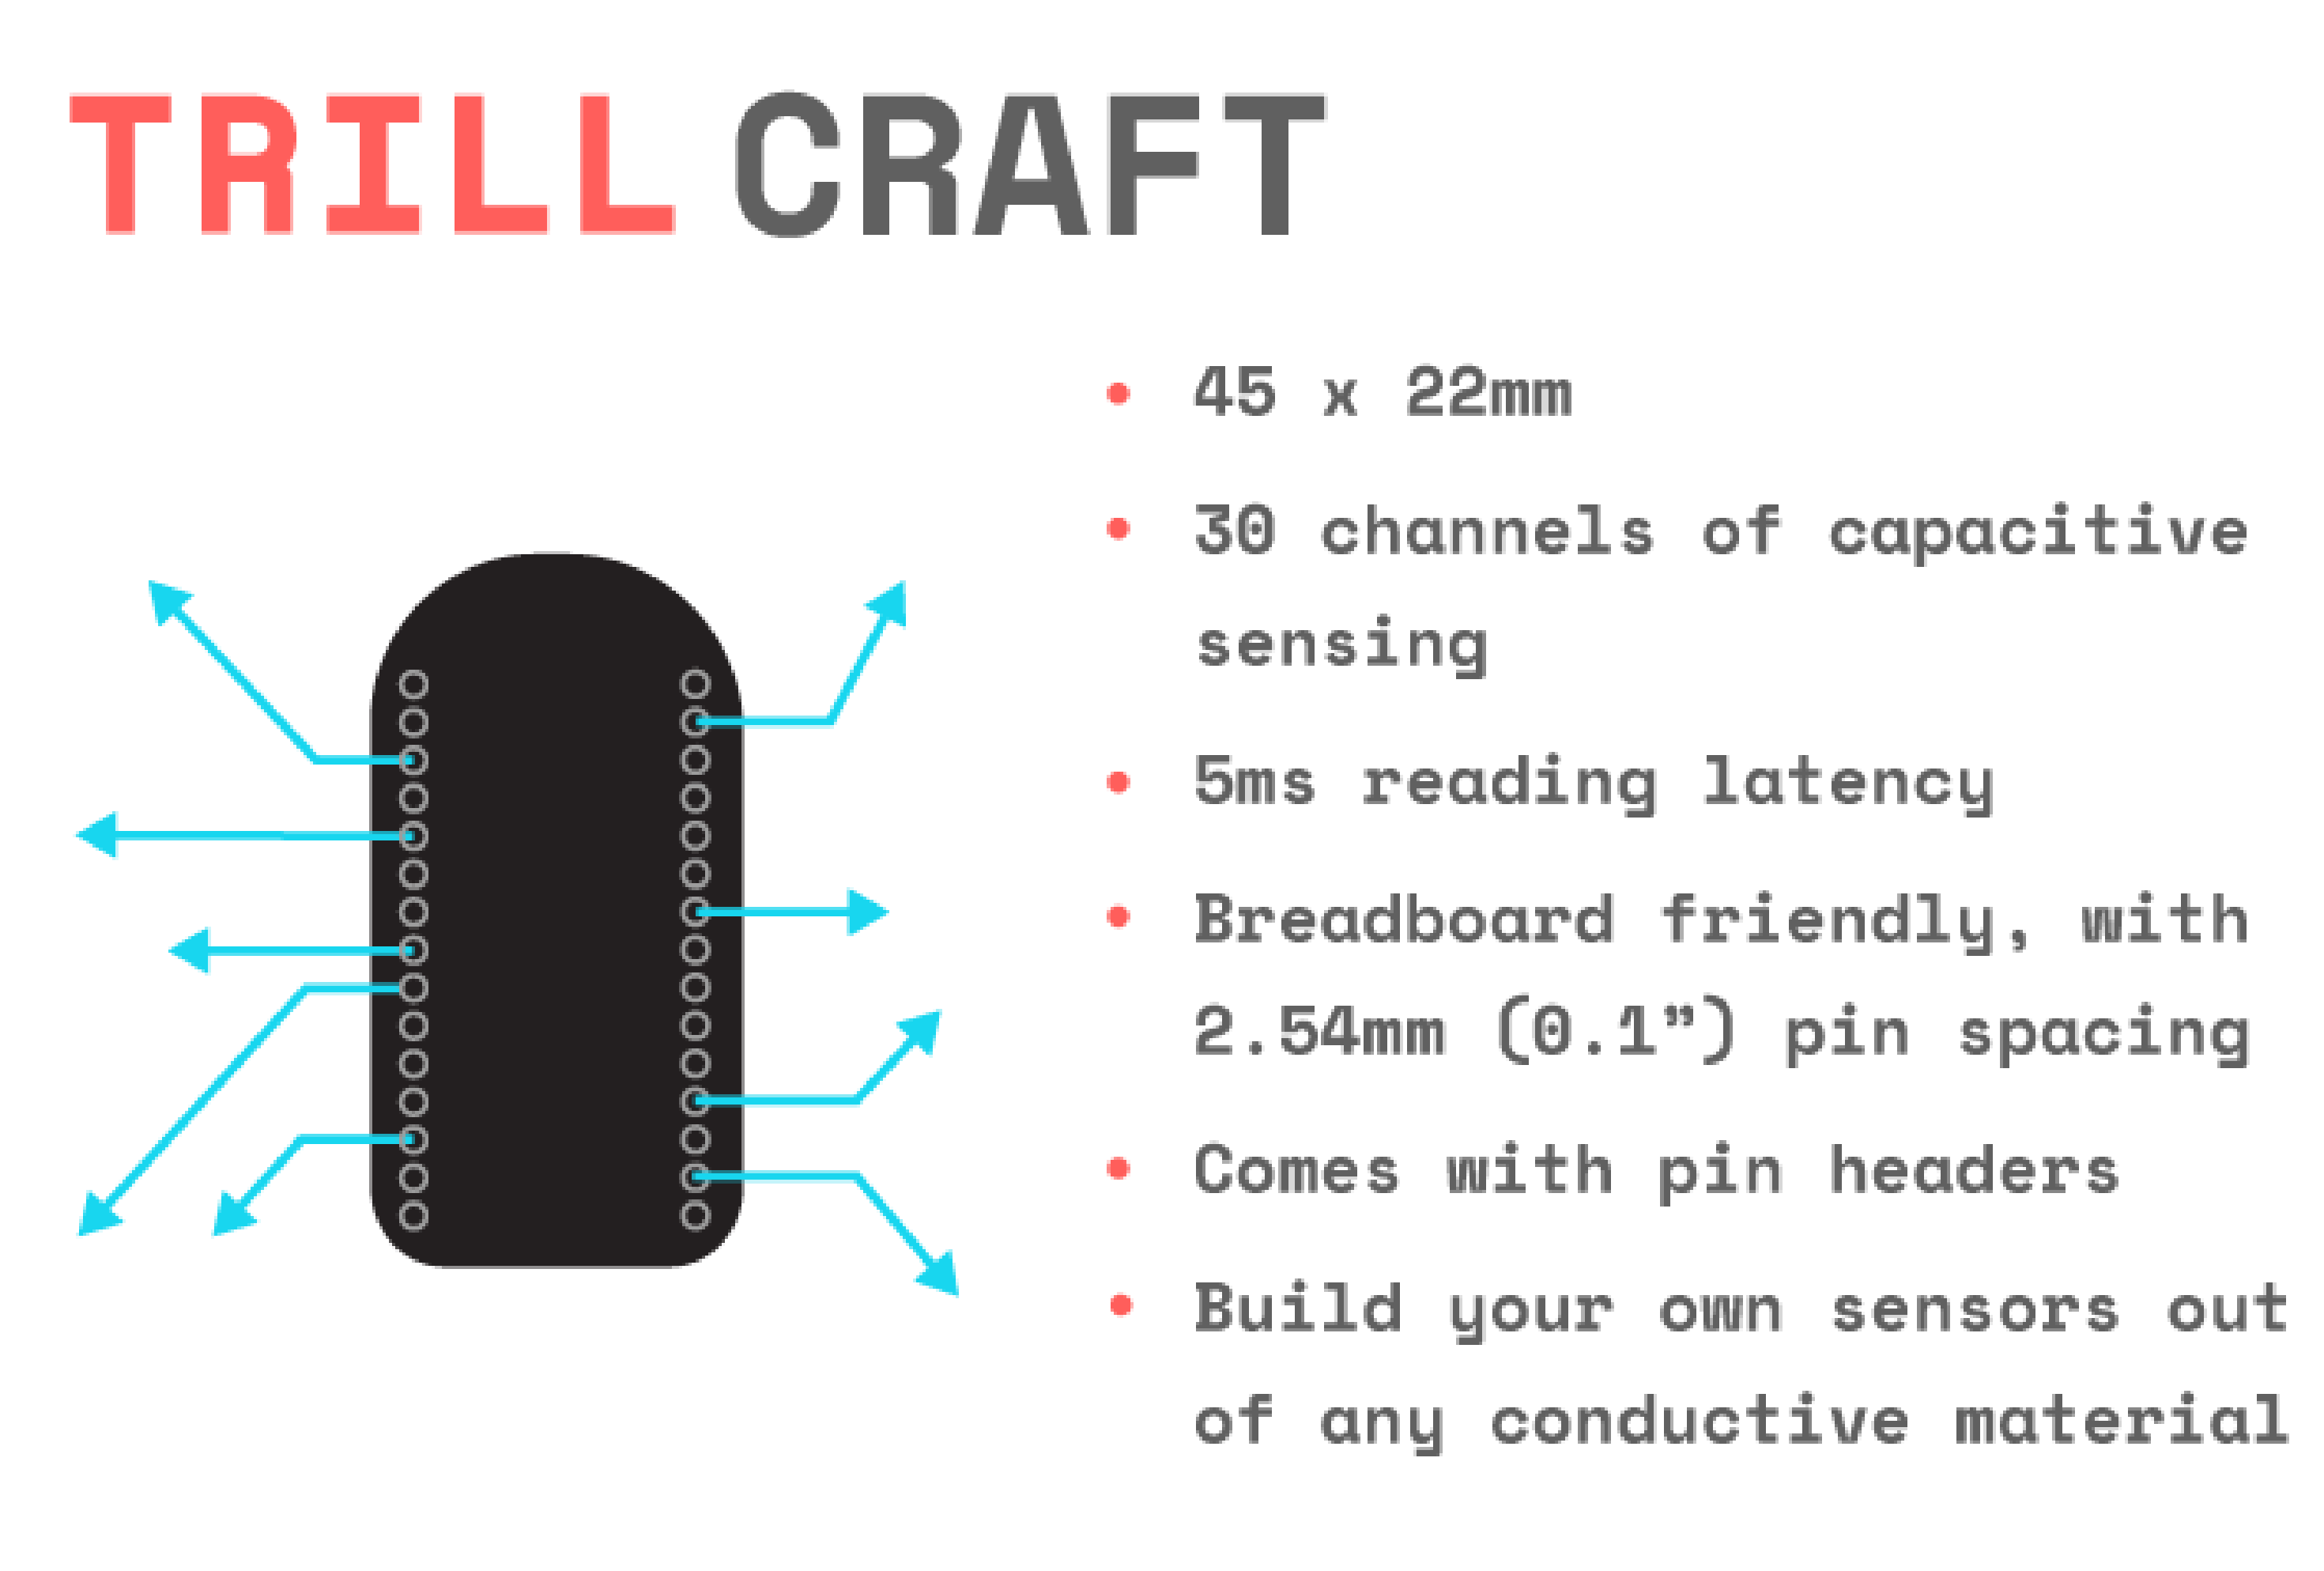 TRILL CRAFT
• 45 x 22mm
• 30 channels of capacitive
sensing
• 5ms reading latency
• Breadboard friendly, with
2.54mm (0.1”) pin spacing
• Comes with pin headers
• Build your own sensors out
of any conductive material